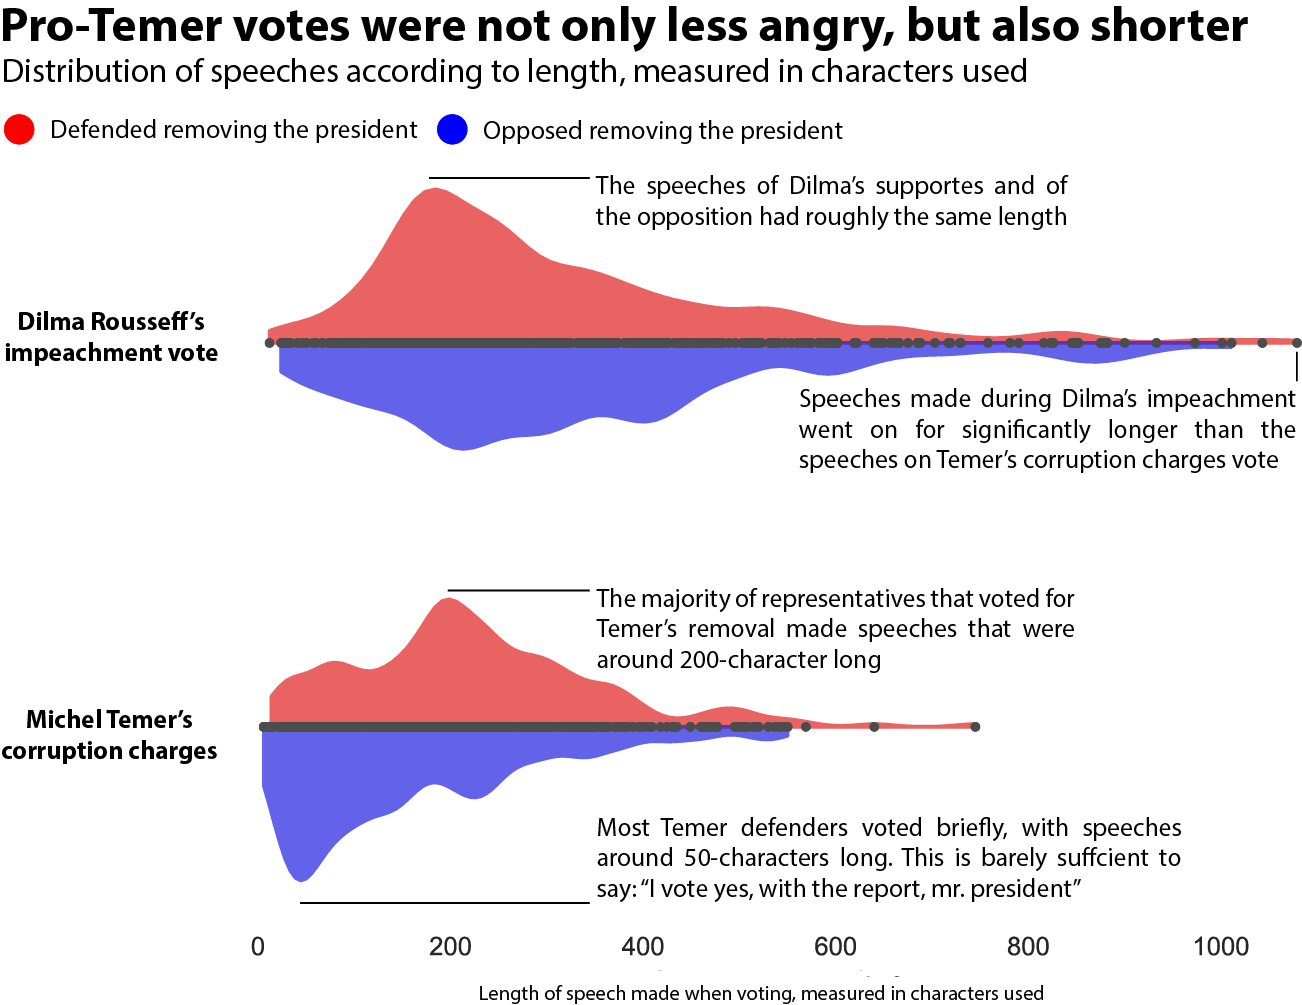 Pro-Temer votes were not only less angry, but also shorter
Distribution of speeches according to length, measured in characters used
Defended removing the president
Opposed removing the president
The speeches of Dilma's supportes and of
the opposition had roughly the same length
Dilma Rousseff's
impeachment vote
Speeches made during Dilma's impeachment
went on for significantly longer than the
speeches on Temer's corruption charges vote
The majority of representatives that voted for
Temer's removal made speeches that were
around 200-character long
Michel Temer's
corruption charges
Most Temer defenders voted briefly, with speeches
around 50-characters long. This is barely suffcient to
say: “I vote yes, with the report, mr. president”
0 200 400 600 800 1000
Length of speech made when voting, measured in characters used